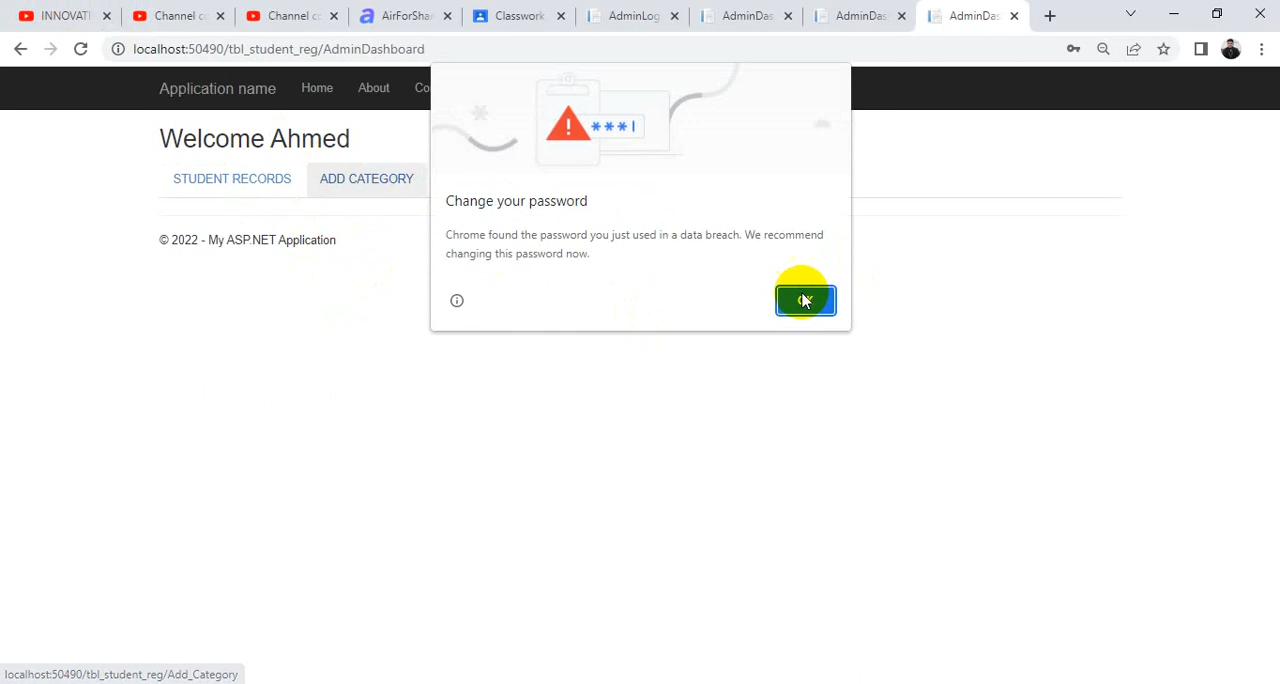 INNOVATI
Channel co
Channel co
AirForSha
Classwork
AdminLog
AdminDas
AdminDas
AdminDas
localhost:50490/tbl_student_reg/AdminDashboard
Application name Home About Co
Welcome Ahmed
STUDENT RECORDS ADD CATEGORY
© 2022 - My ASP.NET Application
***|
Change your password
Chrome found the password you just used in a data breach. We recommend
changing this password now.
localhost:50490/tbl_student_reg/Add_Category